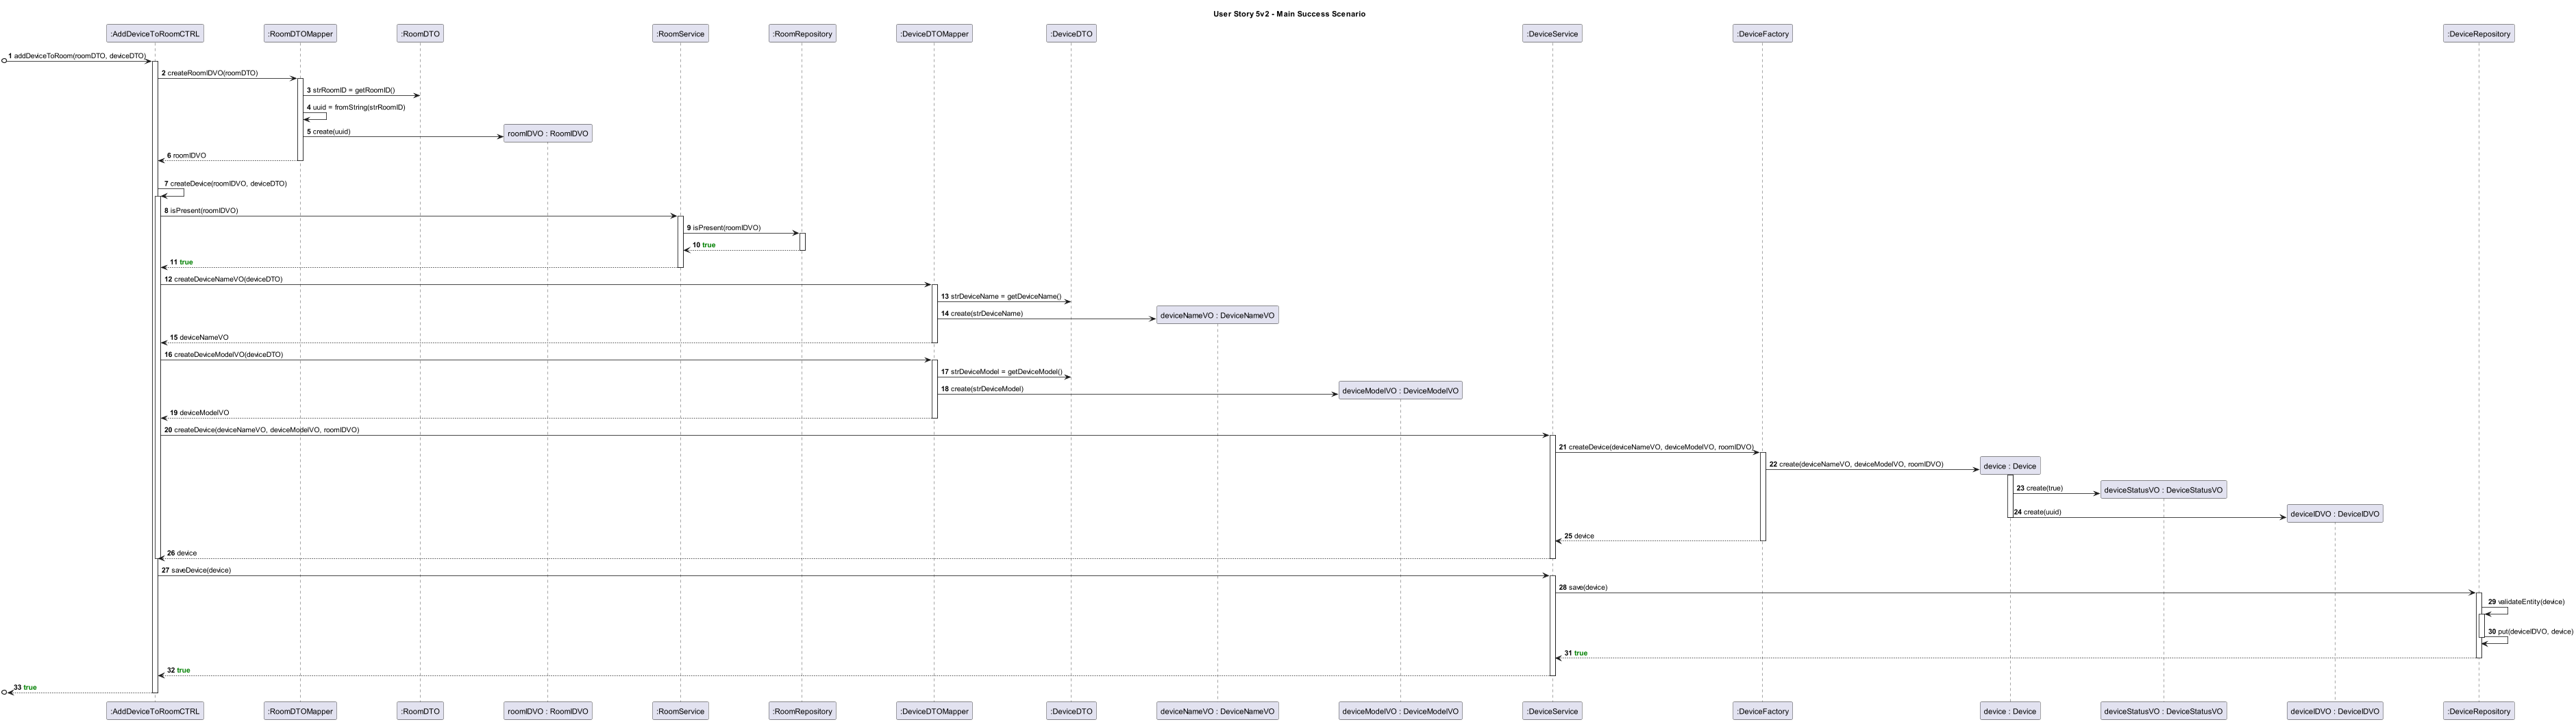 User Story 5v2 - Main Success Scenario
:AddDeviceToRoomCTRL
:RoomDTOMapper
:RoomDTO
:RoomService
:RoomRepository
:DeviceDTOMapper
:DeviceDTO
:DeviceService
:DeviceFactory
:DeviceRepository
1 addDeviceToRoom(roomDTO, deviceDTO)
2 createRoomIDVO(roomDTO)
3 strRoomID = getRoomID()
4 uuid = fromString(strRoomID)
5 create(uuid)
roomIDVO : RoomIDVO
6 roomIDVO
7 createDevice(roomIDVO, deviceDTO)
8 isPresent(roomIDVO)
9 isPresent(roomIDVO)
10 true
11 true
12 createDeviceNameVO(deviceDTO)
13 strDeviceName = getDeviceName()
14 create(strDeviceName)
deviceNameVO : DeviceNameVO
15 deviceNameVO
16 createDeviceModelVO(deviceDTO)
17 strDeviceModel = getDeviceModel()
18 create(strDeviceModel)
deviceModelVO : DeviceModelVO
19 deviceModelVO
20 createDevice(deviceNameVO, deviceModelVO, roomIDVO)
21 createDevice(deviceNameVO, deviceModelVO, roomIDVO)
22 create(deviceNameVO, deviceModelVO, roomIDVO)
device : Device
23 create(true)
deviceStatusVO : DeviceStatusVO
24 create(uuid)
deviceIDVO : DeviceIDVO
25 device
26 device
27 saveDevice(device)
28 save(device)
29 validateEntity(device)
30 put(deviceIDVO, device)
31 true
32 true
33 true
:AddDeviceToRoomCTRL
:RoomDTOMapper
:RoomDTO
roomIDVO : RoomIDVO
:RoomService
:RoomRepository
:DeviceDTOMapper
:DeviceDTO
deviceNameVO : DeviceNameVO
deviceModelVO : DeviceModelVO
:DeviceService
:DeviceFactory
device : Device
deviceStatusVO : DeviceStatusVO
deviceIDVO : DeviceIDVO
:DeviceRepository